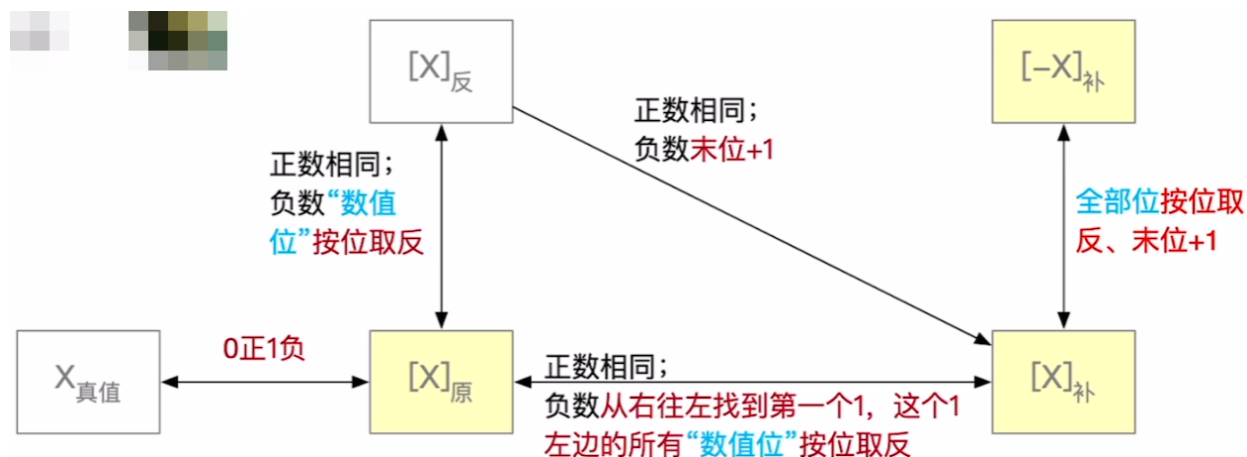 [X]反
[−X]补
正数相同；
负数末位+1
正数相同；
负数“数值
位”按位取反
全部位按位取
反、末位+1
X真值
0正1负
[X]原
正数相同；
负数从右往左找到第一个1，这个1
左边的所有“数值位”按位取反
[X]补